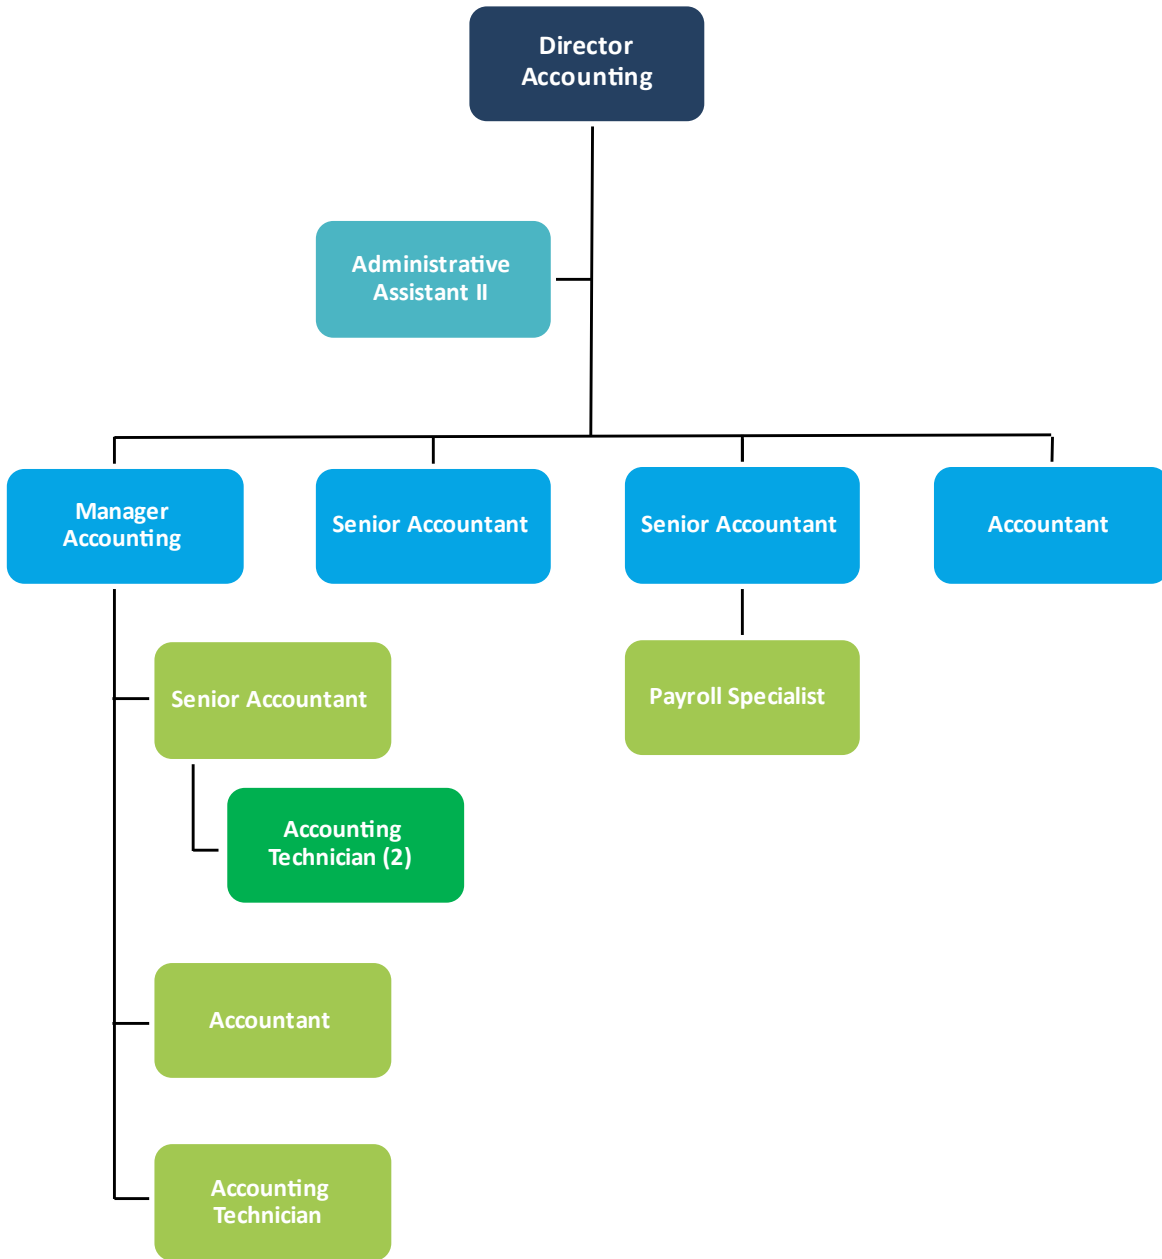 Director
Accounting
Administrative
Assistant II
Manager
Accounting
Senior Accountant
Senior Accountant
Accountant
Senior Accountant
Payroll Specialist
Accounting
Technician (2)
Accountant
Accounting
Technician